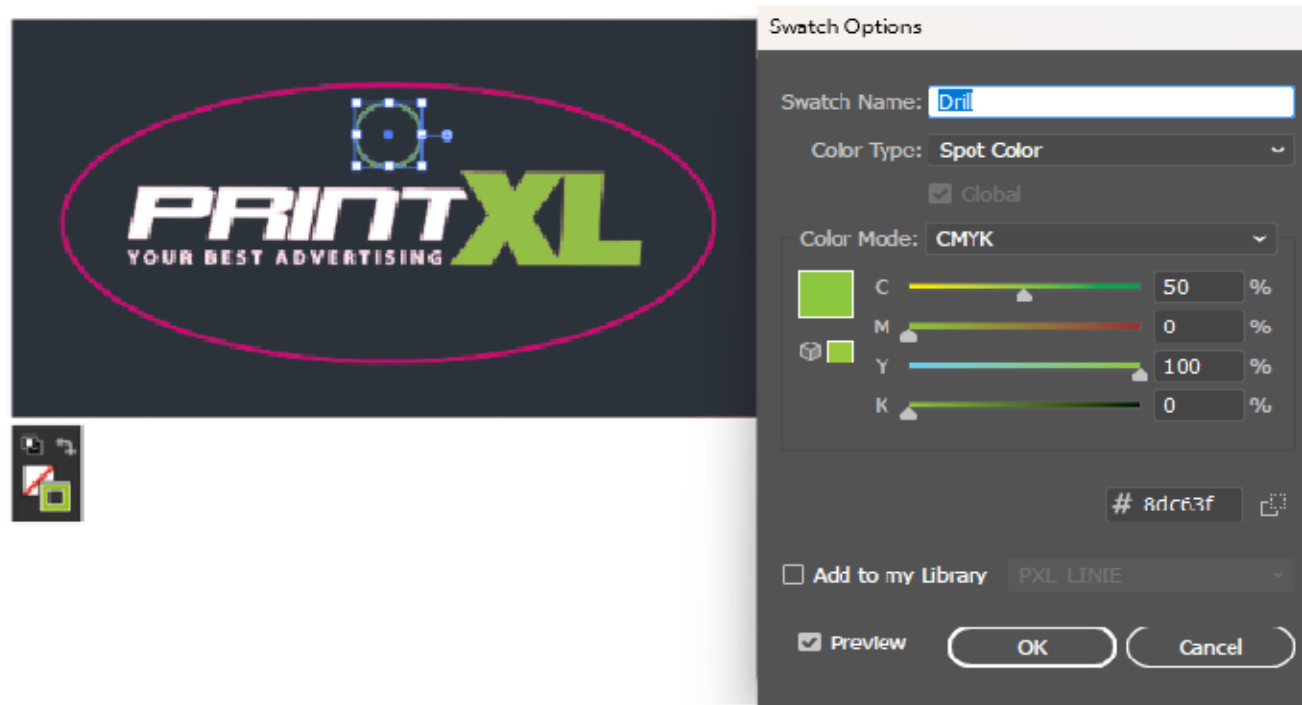 PRINTXL
YOUR BEST ADVERTISING
Swatch Options
Swatch Name: Drill
Color Type: Spot Color
Global
Color Mode: CMYK
C 50 %
M 0 %
Y 100 %
K 0 %
# 8dc63f
Add to my Library PXL LINIE
Preview OK Cancel